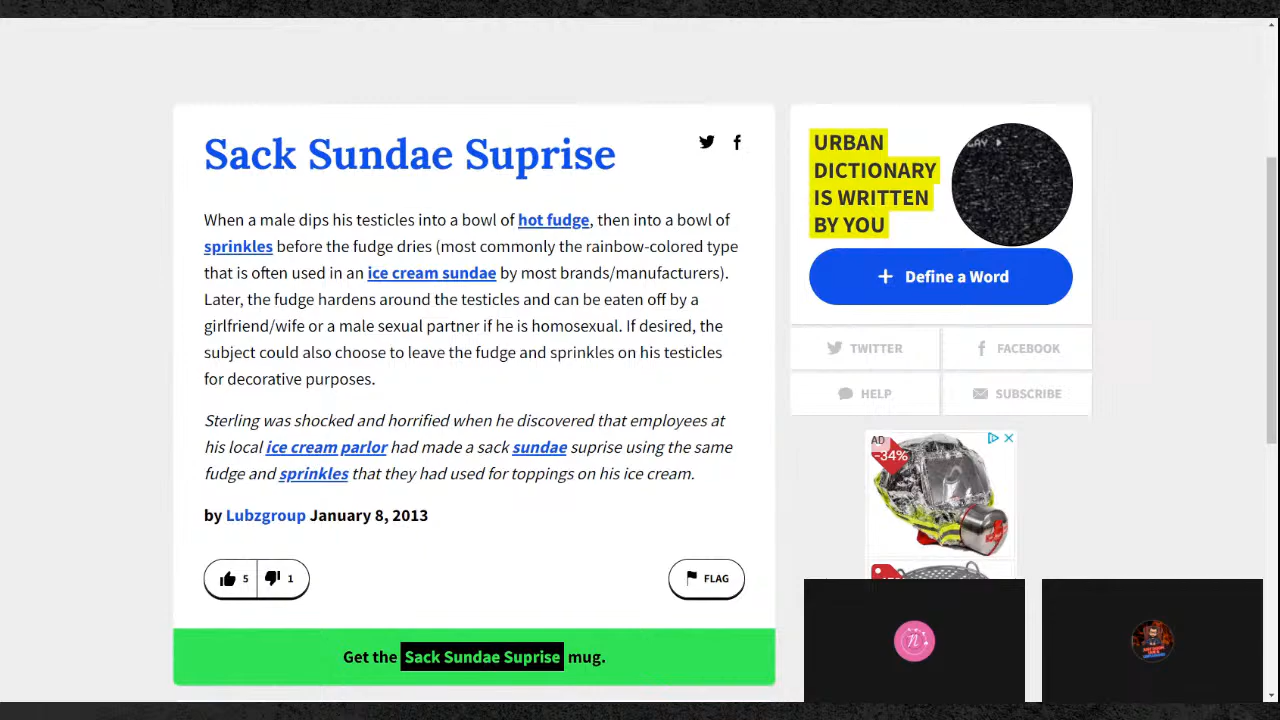 Sack Sundae Suprise
When a male dips his testicles into a bowl of hot fudge, then into a bowl of
sprinkles before the fudge dries (most commonly the rainbow-colored type
that is often used in an ice cream sundae by most brands/manufacturers).
Later, the fudge hardens around the testicles and can be eaten off by a
girlfriend/wife or a male sexual partner if he is homosexual. If desired, the
subject could also choose to leave the fudge and sprinkles on his testicles
for decorative purposes.
Sterling was shocked and horrified when he discovered that employees at
his local ice cream parlor had made a sack sundae suprise using the same
fudge and sprinkles that they had used for toppings on his ice cream.
by Lubzgroup January 8, 2013
5
1
FLAG
Get the Sack Sundae Suprise mug.
URBAN
DICTIONARY
IS WRITTEN
BY YOU
GAY
+ Define a Word
TWITTER
FACEBOOK
HELP
SUBSCRIBE
AD
-34%
n